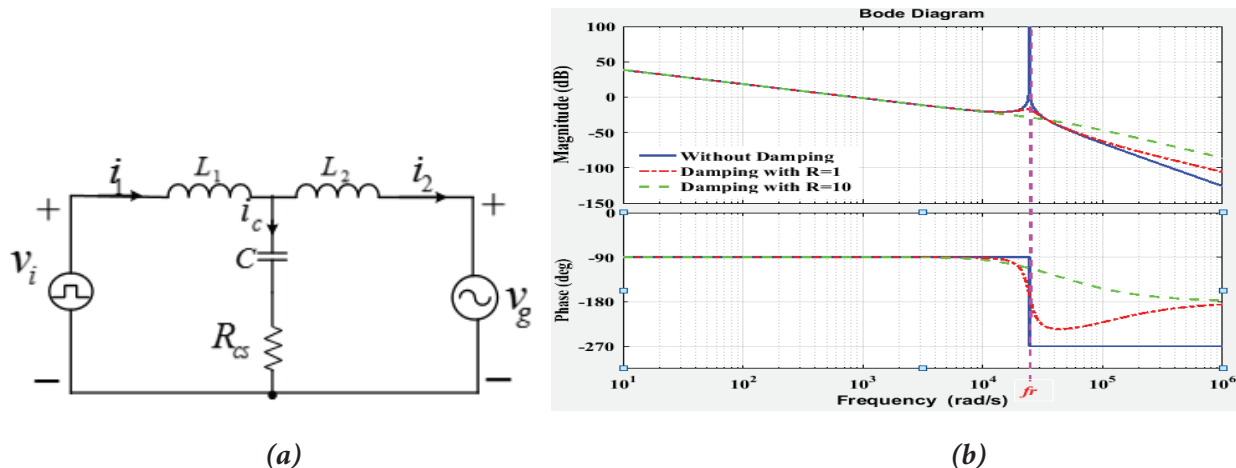 i1
L1
L2
i2
+
+
ic
C
vi
vg
Rcs
−
−
(a)
Bode Diagram
Magnitude (dB)
100
50
0
-50
-100
-150
Without Damping
Damping with R=1
Damping with R=10
Phase (deg)
0
-90
-180
-270
10^1
10^2
10^3
10^4
10^5
10^6
fr
Frequency (rad/s)
(b)